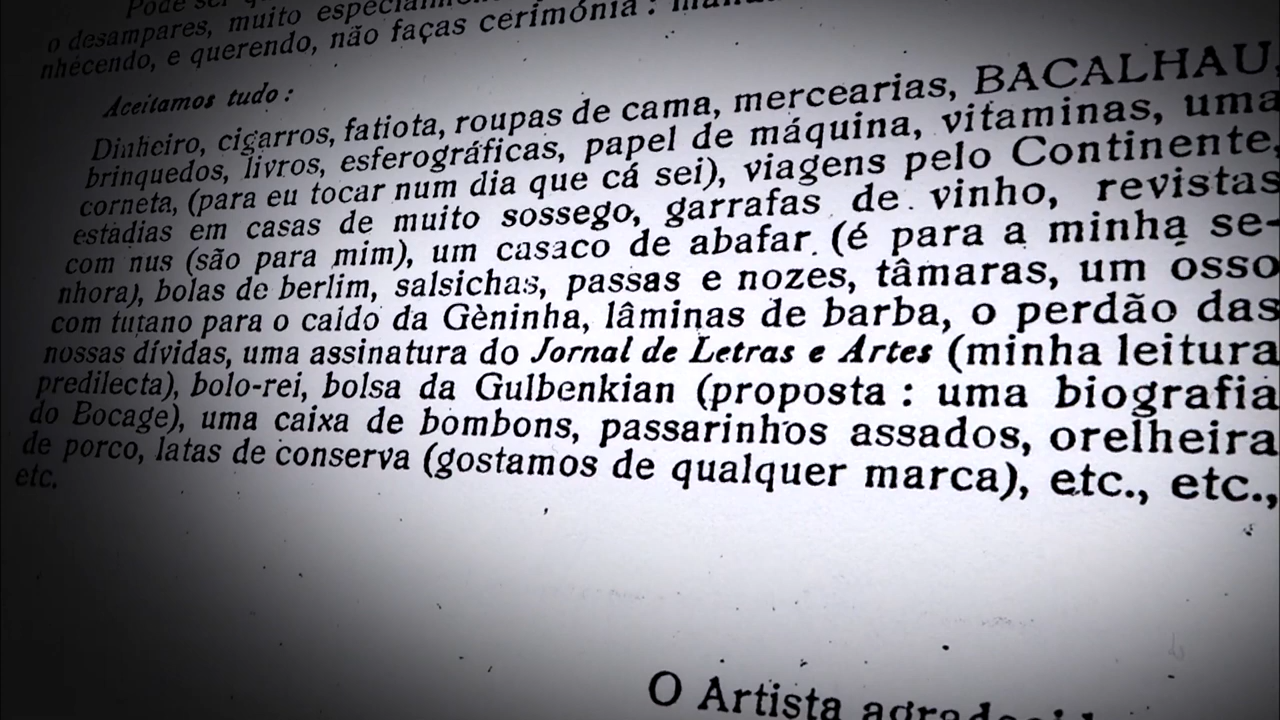 Pode ser
o desampares, muito especialm
nhècendo, e querendo, não faças cerimónia :
Aceitamos tudo :
Dinheiro, cigarros, fatiota, roupas de cama, mercearias, BACALHAU,
brinquedos, livros, esferográficas, papel de máquina, vitaminas, uma
corneta, (para eu tocar num dia que cá sei), viagens pelo Continente,
estadias em casas de muito sossego, garrafas de vinho, revistas
com nus (são para mim), um casaco de abafar (é para a minha se-
nhora), bolas de berlim, salsichas, passas e nozes, tâmaras, um osso
com tutano para o caldo da Gèninha, lâminas de barba, o perdão das
nossas dívidas, uma assinatura do Jornal de Letras e Artes (minha leitura
predilecta), bolo-rei, bolsa da Gulbenkian (proposta : uma biografia
do Bocage), uma caixa de bombons, passarinhos assados, orelheira
de porco, latas de conserva (gostamos de qualquer marca), etc., etc.,
etc.
O Artista